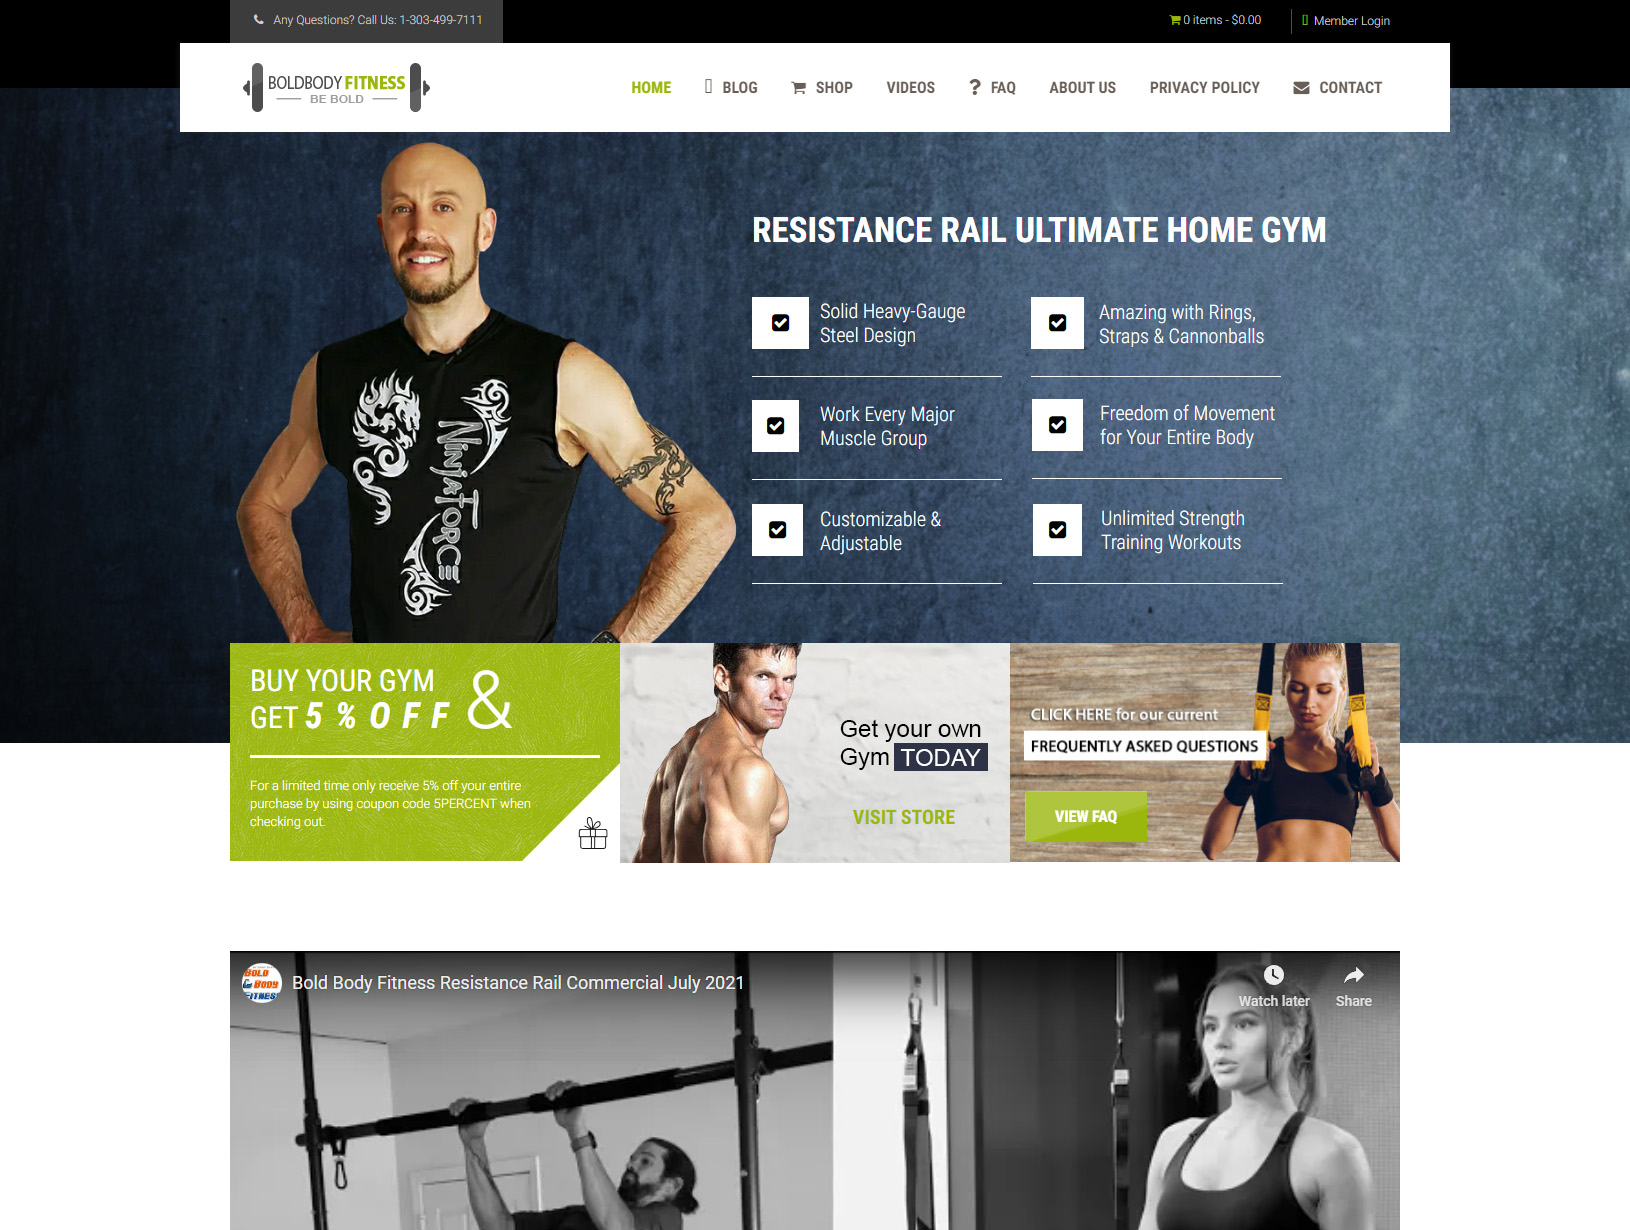 Any Questions? Call Us: 1-303-499-7111
0 items - $0.00
Member Login
BOLDBODY FITNESS
BE BOLD
HOME
BLOG
SHOP
VIDEOS
? FAQ
ABOUT US
PRIVACY POLICY
CONTACT
RESISTANCE RAIL ULTIMATE HOME GYM
Solid Heavy-Gauge
Steel Design
Amazing with Rings,
Straps & Cannonballs
Work Every Major
Muscle Group
Freedom of Movement
for Your Entire Body
Customizable &
Adjustable
Unlimited Strength
Training Workouts
NINJA FORCE
BUY YOUR GYM &
GET 5 % O F F
For a limited time only receive 5% off your entire
purchase by using coupon code 5PERCENT when
checking out.
Get your own
Gym TODAY
VISIT STORE
CLICK HERE for our current
FREQUENTLY ASKED QUESTIONS
VIEW FAQ
BOLD
& BODY
FITNESS
Bold Body Fitness Resistance Rail Commercial July 2021
Watch later
Share